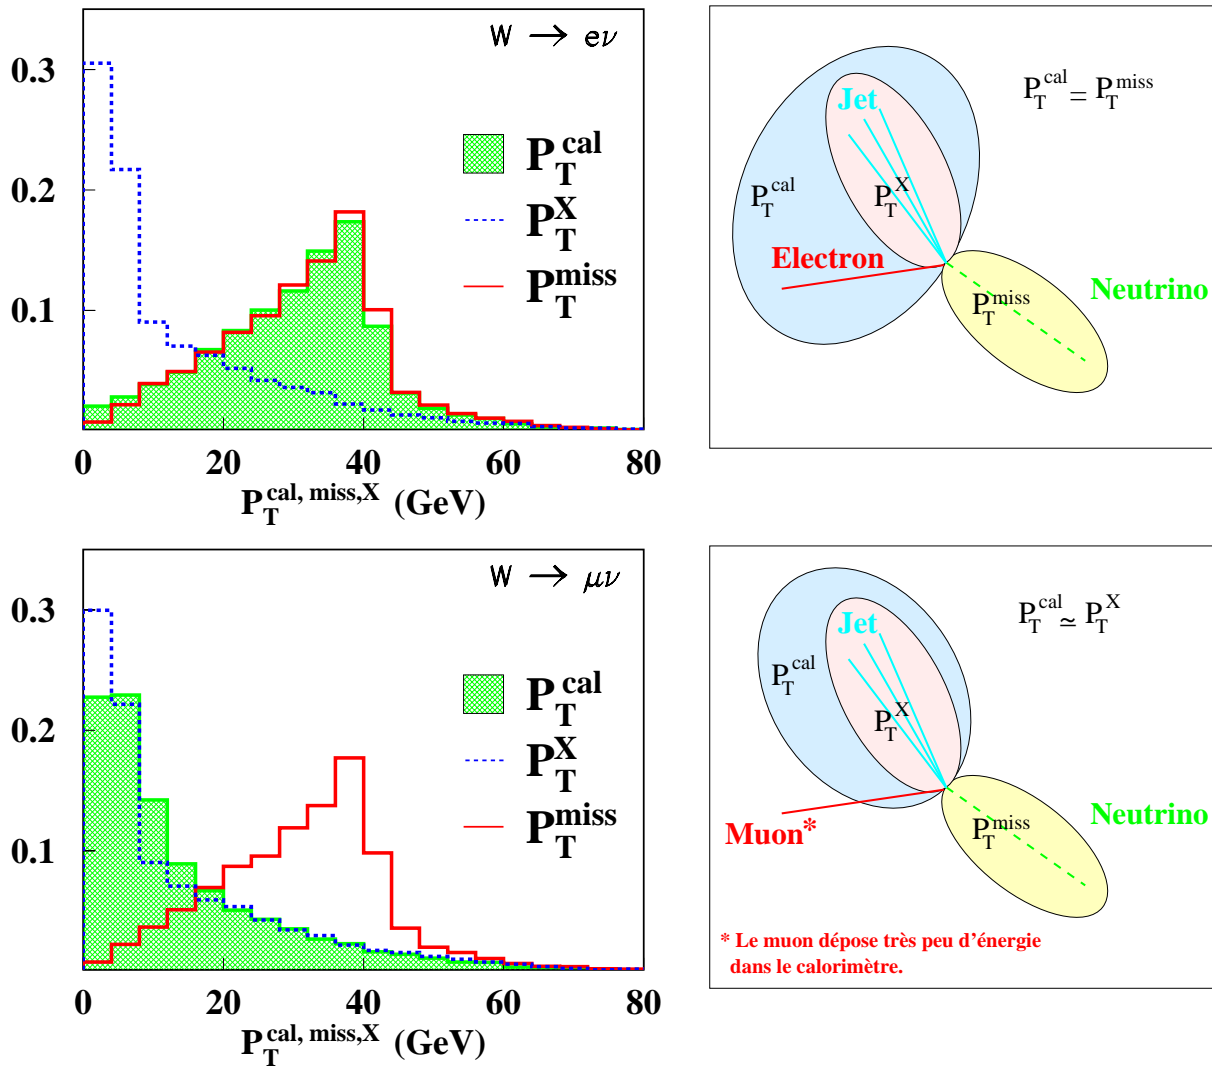 W → eν
0.3
0.2
0.1
P_T^cal
P_T^X
P_T^miss
0 20 40 60 80
P_T^cal, miss,X (GeV)
P_T^cal = P_T^miss
Jet
P_T^cal
P_T^X
Electron
P_T^miss
Neutrino
W → μν
0.3
0.2
0.1
P_T^cal
P_T^X
P_T^miss
0 20 40 60 80
P_T^cal, miss,X (GeV)
P_T^cal ≃ P_T^X
Jet
P_T^cal
P_T^X
Muon*
P_T^miss
Neutrino
* Le muon dépose très peu d'énergie
dans le calorimètre.